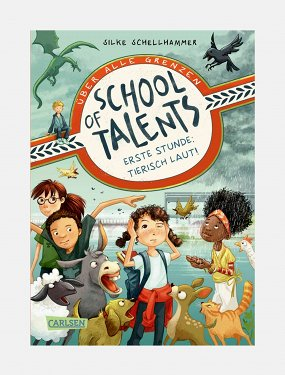 SILKE SCHELLHAMMER
ÜBER ALLE GRENZEN
SCHOOL
OF
TALENTS
ERSTE STUNDE:
TIERISCH LAUT!
CARLSEN